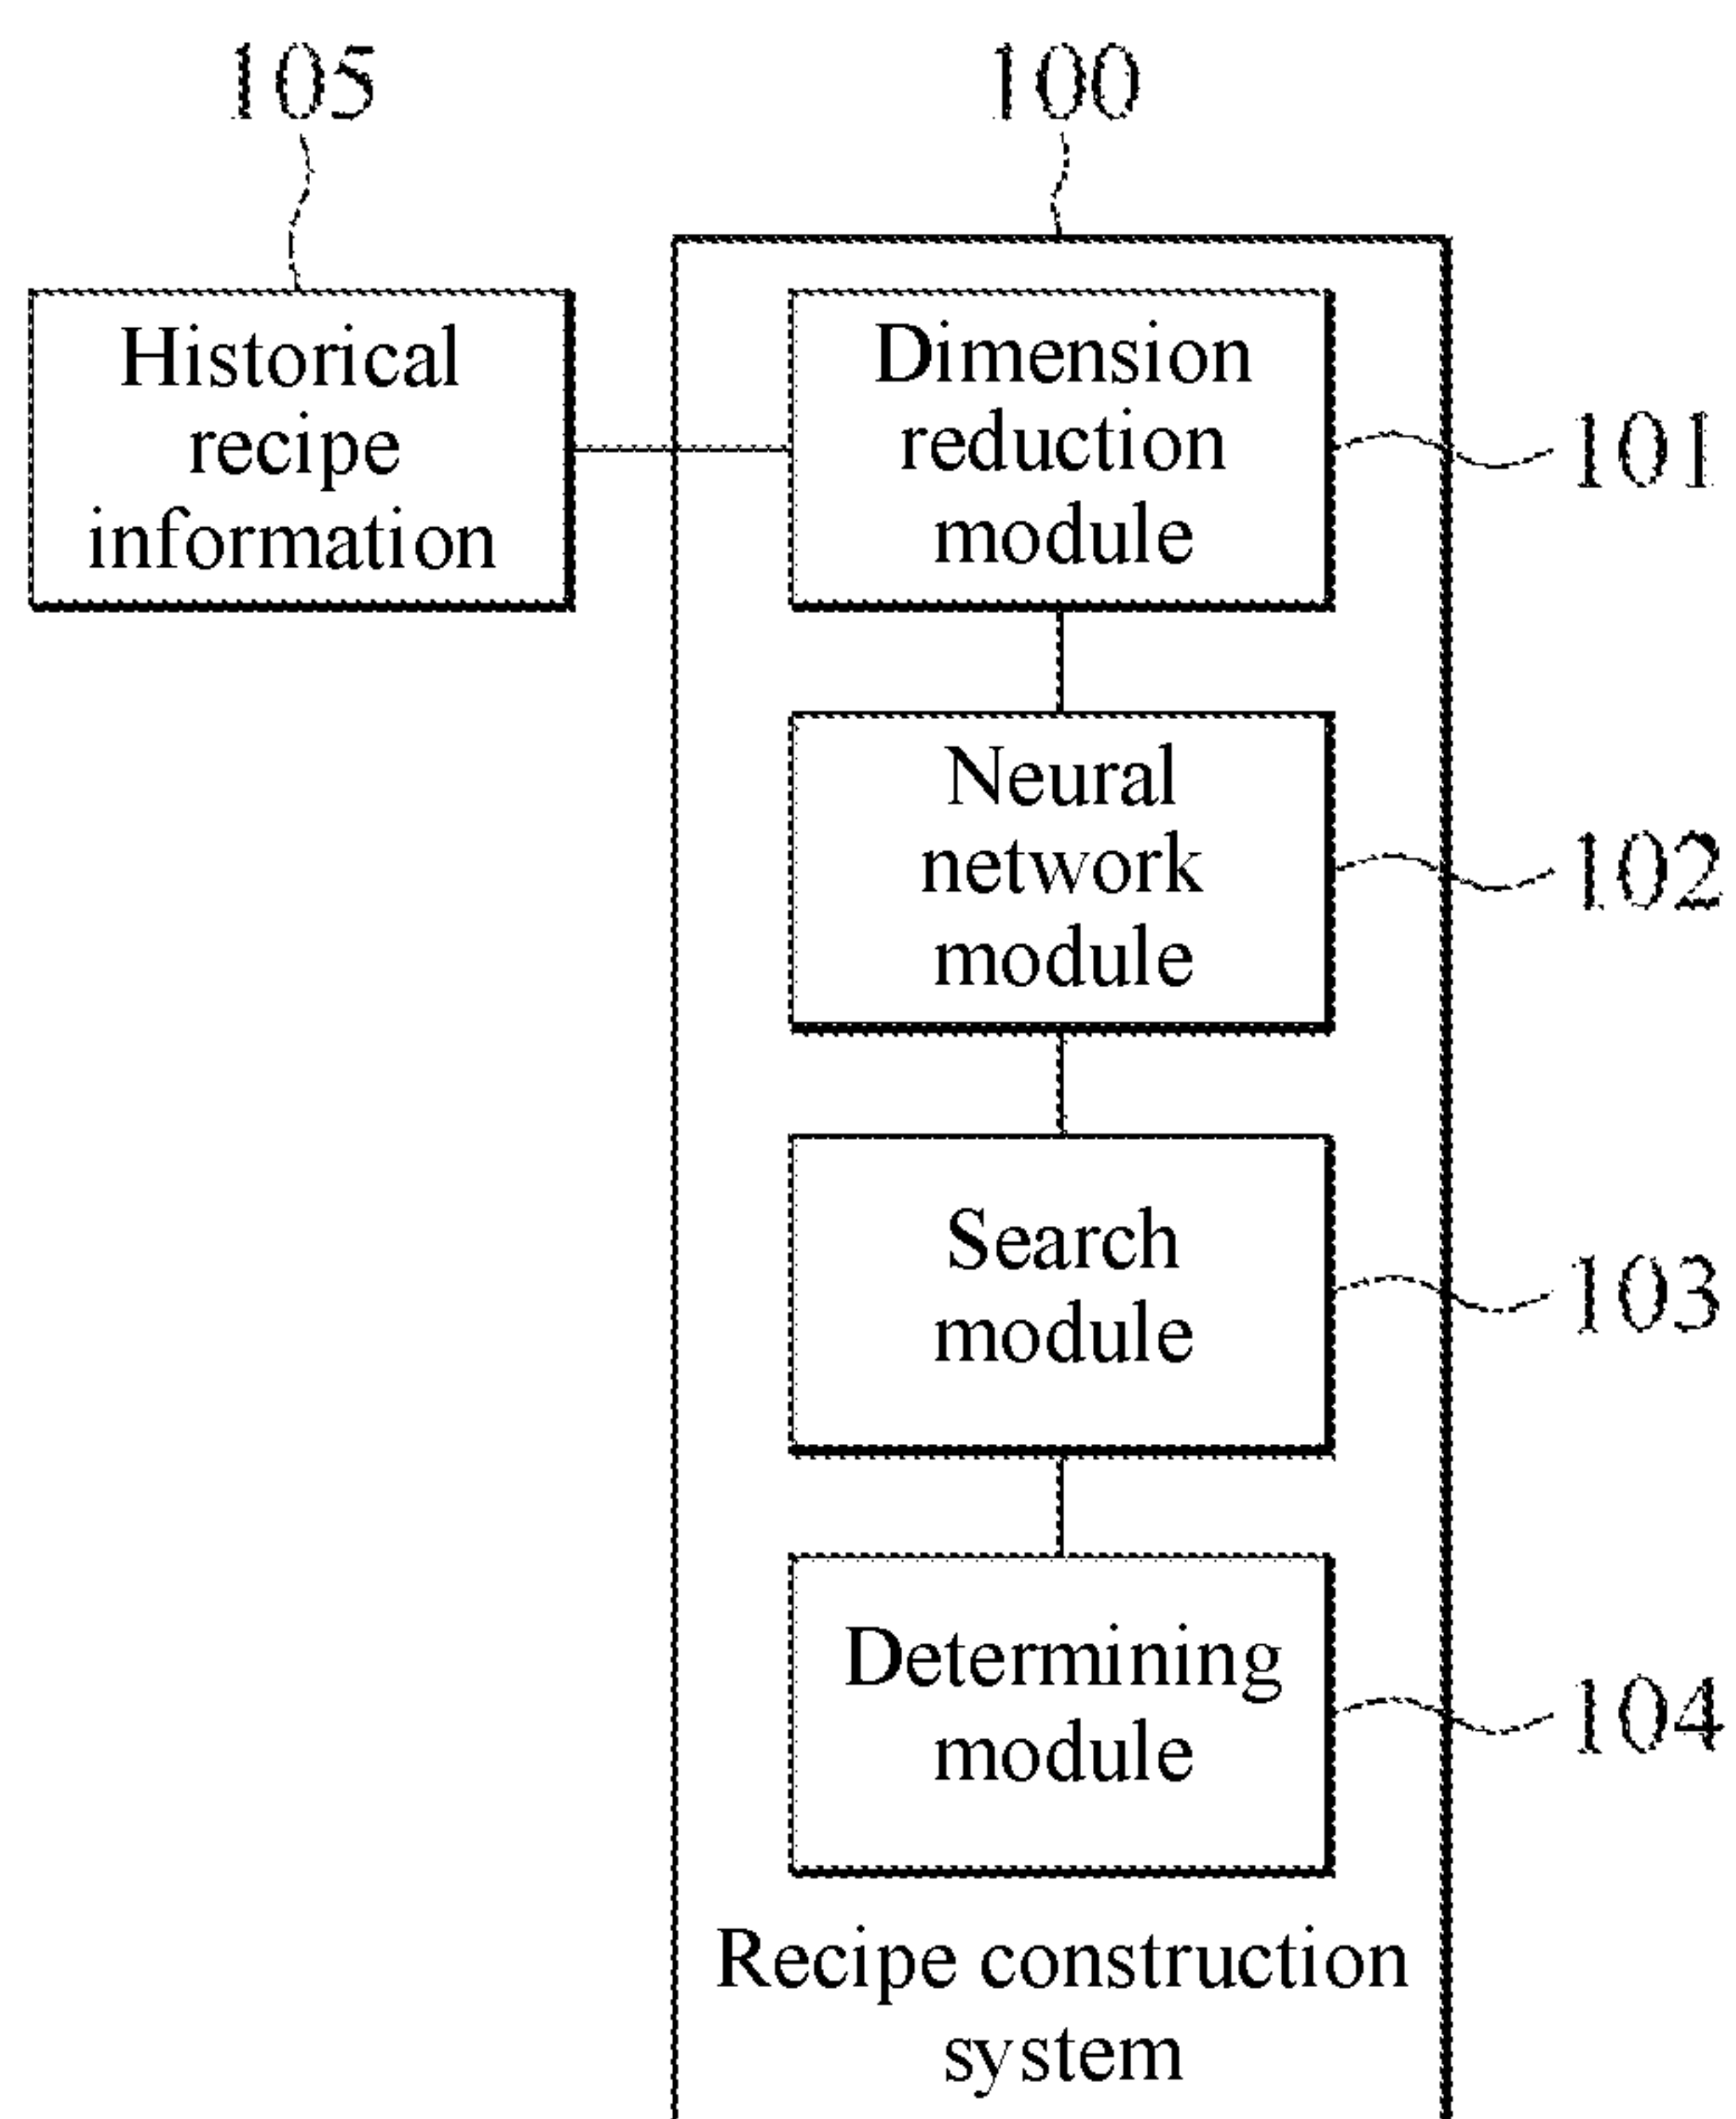 105
100
Historical
recipe
information
Dimension
reduction
module
101
Neural
network
module
102
Search
module
103
Determining
module
104
Recipe construction
system